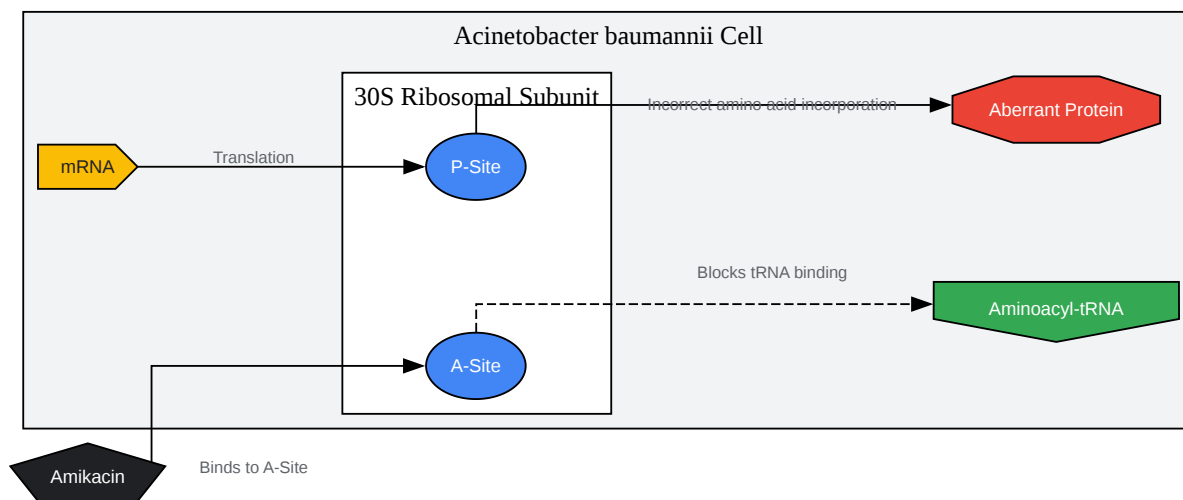 Acinetobacter baumannii Cell
30S Ribosomal Subunit
Incorrect amino acid incorporation
Aberrant Protein
mRNA
Translation
P-Site
Blocks tRNA binding
Aminoacyl-tRNA
A-Site
Amikacin
Binds to A-Site